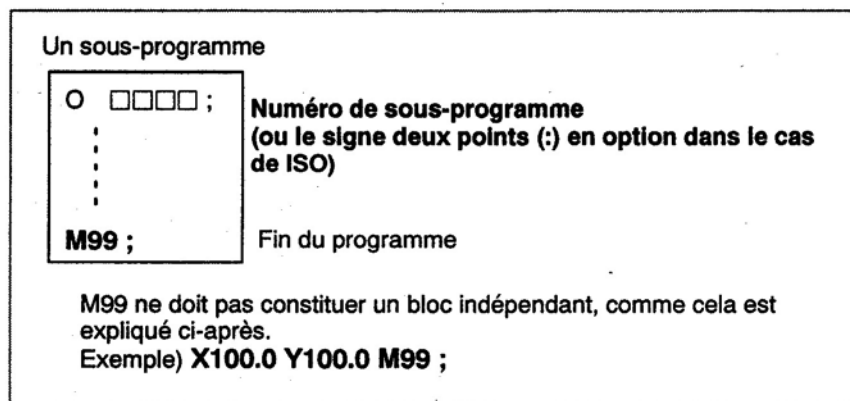 Un sous-programme
O □□□□ ;
Numéro de sous-programme
(ou le signe deux points (:) en option dans le cas
de ISO)
M99 ;
Fin du programme
M99 ne doit pas constituer un bloc indépendant, comme cela est
expliqué ci-après.
Exemple) X100.0 Y100.0 M99 ;